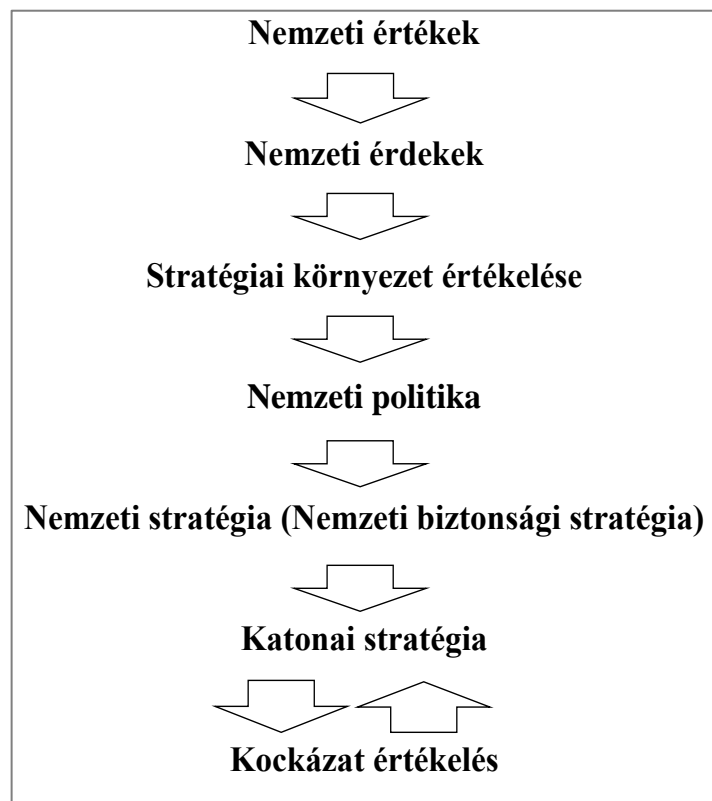 Nemzeti értékek
Nemzeti érdekek
Stratégiai környezet értékelése
Nemzeti politika
Nemzeti stratégia (Nemzeti biztonsági stratégia)
Katonai stratégia
Kockázat értékelés